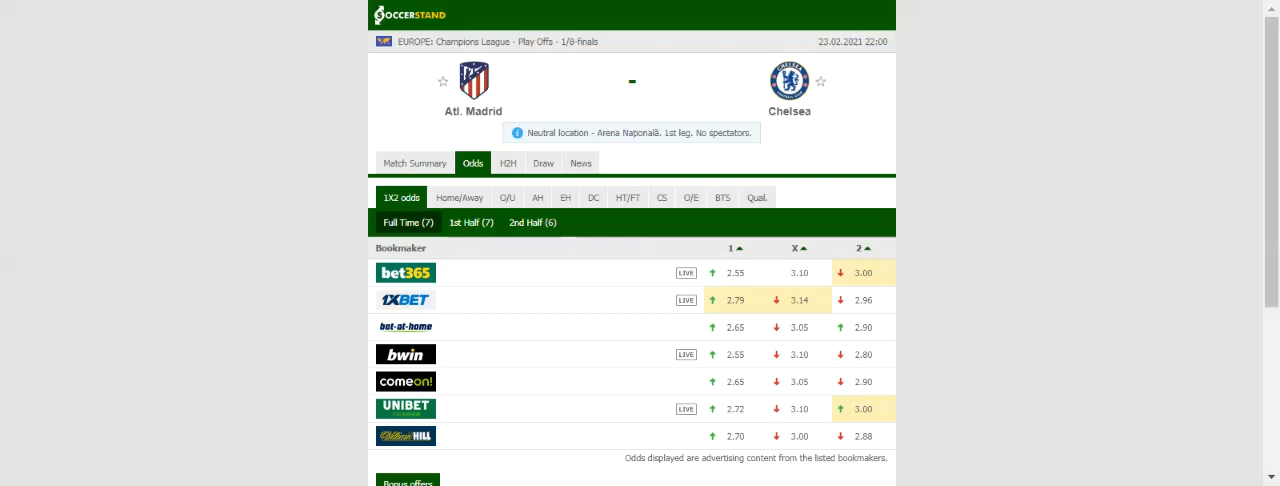 SOCCERSTAND
EUROPE: Champions League - Play Offs - 1/8-finals 23.02.2021 22:00
-
CHELSEA
Atl. Madrid Chelsea
Neutral location - Arena Națională. 1st leg. No spectators.
Match Summary Odds H2H Draw News
1X2 odds Home/Away O/U AH EH DC HT/FT CS O/E BTS Qual.
Full Time (7) 1st Half (7) 2nd Half (6)
Bookmaker 1 X 2
bet365 LIVE 2.55 3.10 3.00
1XBET LIVE 2.79 3.14 2.96
bet-at-home 2.65 3.05 2.90
bwin LIVE 2.55 3.10 2.80
comeon! 2.65 3.05 2.90
UNIBET LIVE 2.72 3.10 3.00
William HILL 2.70 3.00 2.88
Odds displayed are advertising content from the listed bookmakers.
Bonus offers